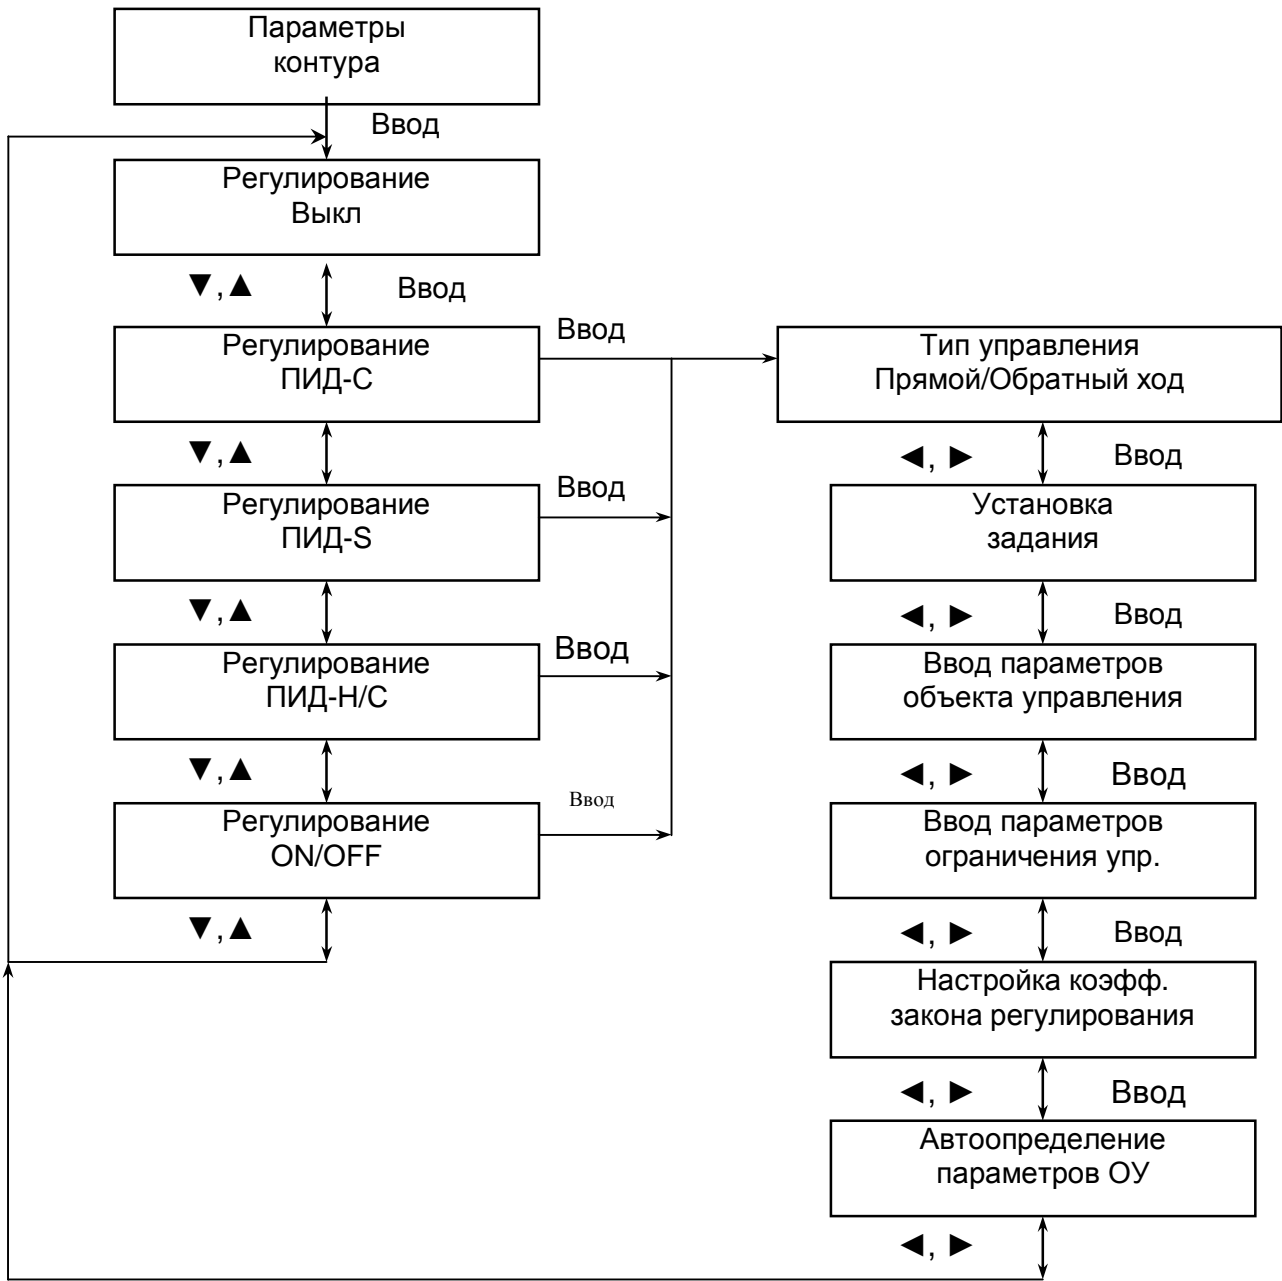 Параметры
контура
Ввод
Регулирование
Выкл
▼,▲ Ввод
Регулирование
ПИД-С
Ввод
▼,▲
Регулирование
ПИД-S
Ввод
▼,▲
Регулирование
ПИД-Н/С
Ввод
▼,▲
Регулирование
ON/OFF
Ввод
▼,▲
Тип управления
Прямой/Обратный ход
◄, ► Ввод
Установка
задания
◄, ► Ввод
Ввод параметров
объекта управления
◄, ► Ввод
Ввод параметров
ограничения упр.
◄, ► Ввод
Настройка коэфф.
закона регулирования
◄, ► Ввод
Автоопределение
параметров ОУ
◄, ►